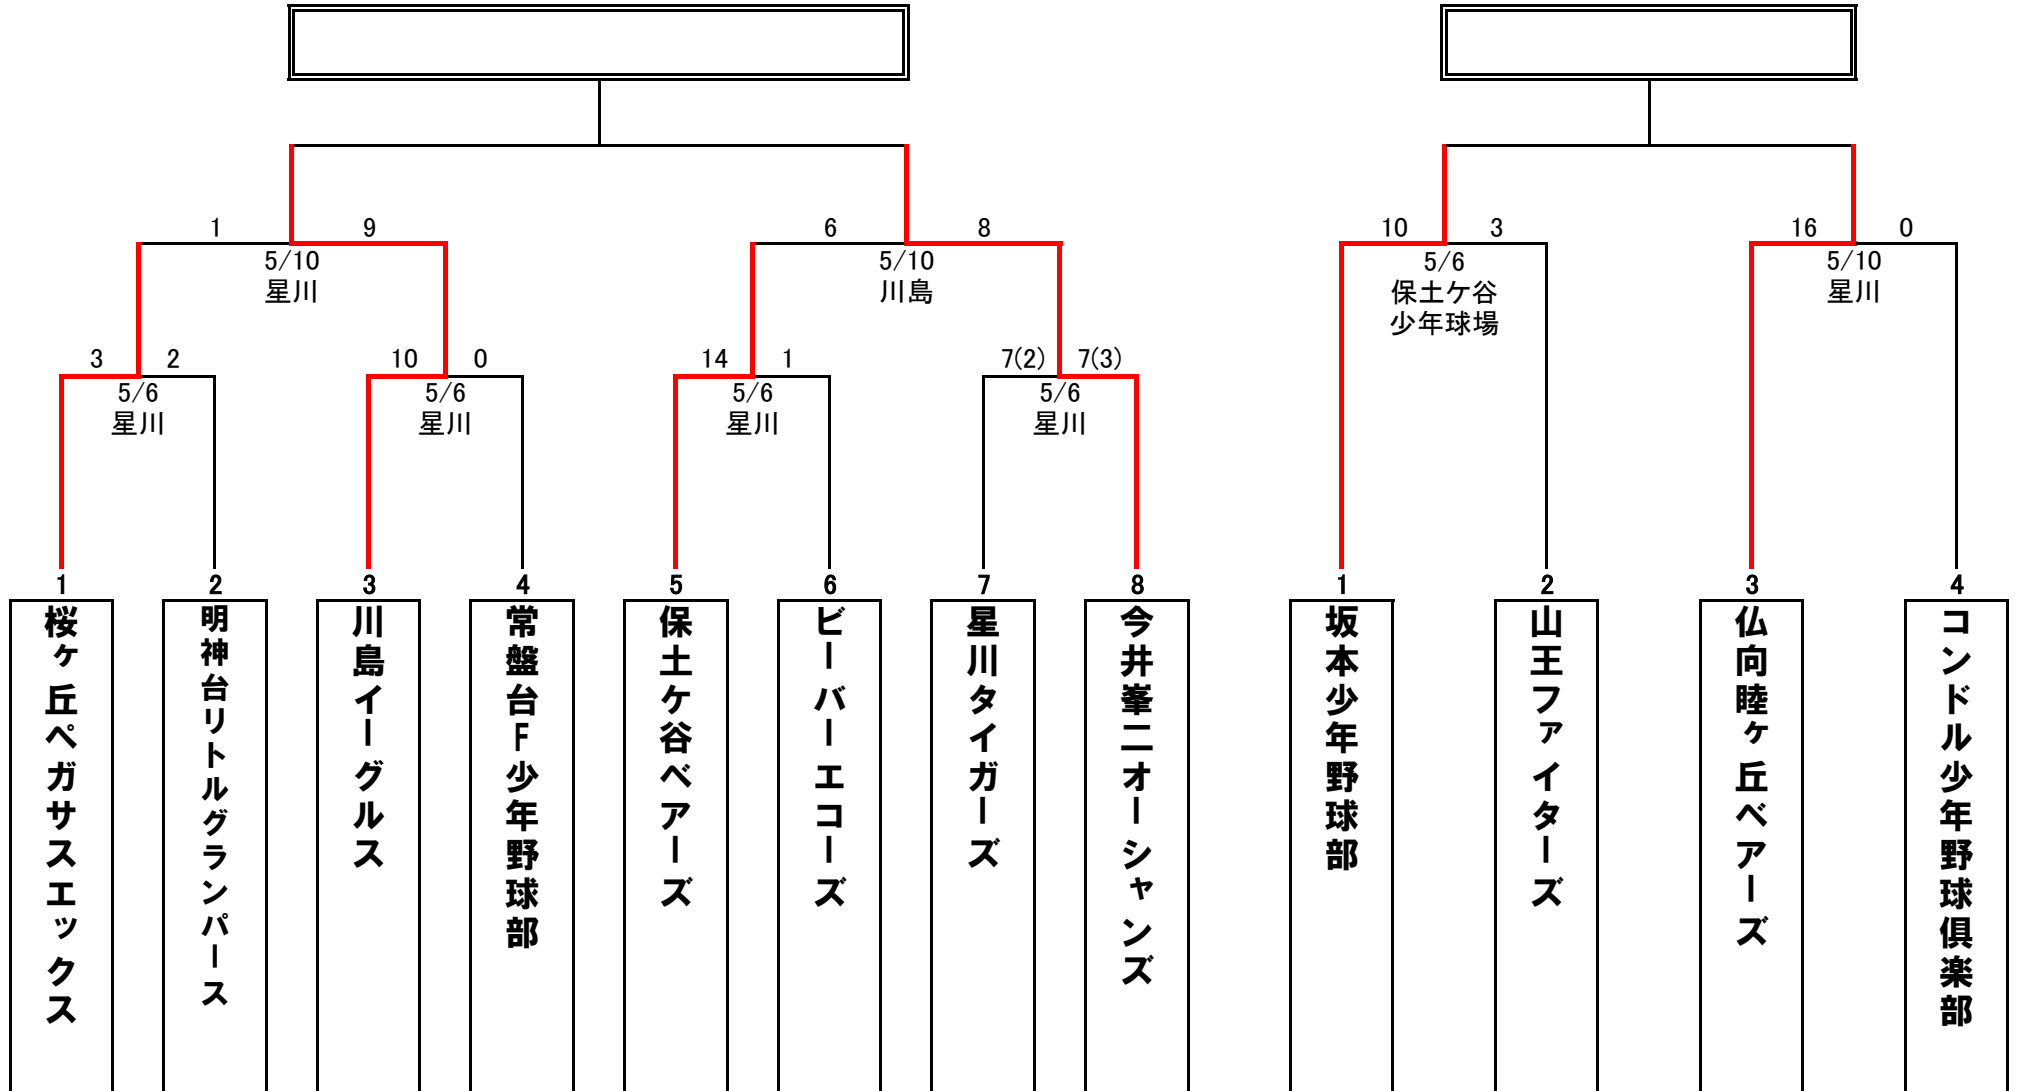 1 9 6 8 10 3 16 0
5/10 5/10 5/6 5/10
星川 川島 保土ケ谷 星川
少年球場
3 2 10 0 14 1 7(2) 7(3)
5/6 5/6 5/6 5/6
星川 星川 星川 星川
1 2 3 4 5 6 7 8 1 2 3 4
桜ヶ丘ペガサスエックス
明神台リトルグランパース
川島イーグルス
常盤台F少年野球部
保土ケ谷ベアーズ
ビーバーエコーズ
星川タイガーズ
今井峯二オーシャンズ
坂本少年野球部
山王ファイターズ
仏向睦ヶ丘ベアーズ
コンドル少年野球倶楽部